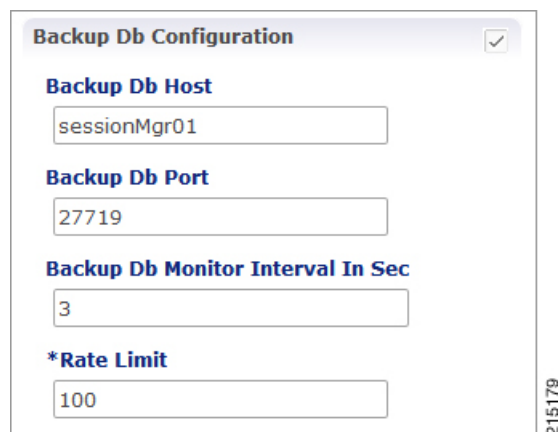 Backup Db Configuration
Backup Db Host
sessionMgr01
Backup Db Port
27719
Backup Db Monitor Interval In Sec
3
*Rate Limit
100
215179